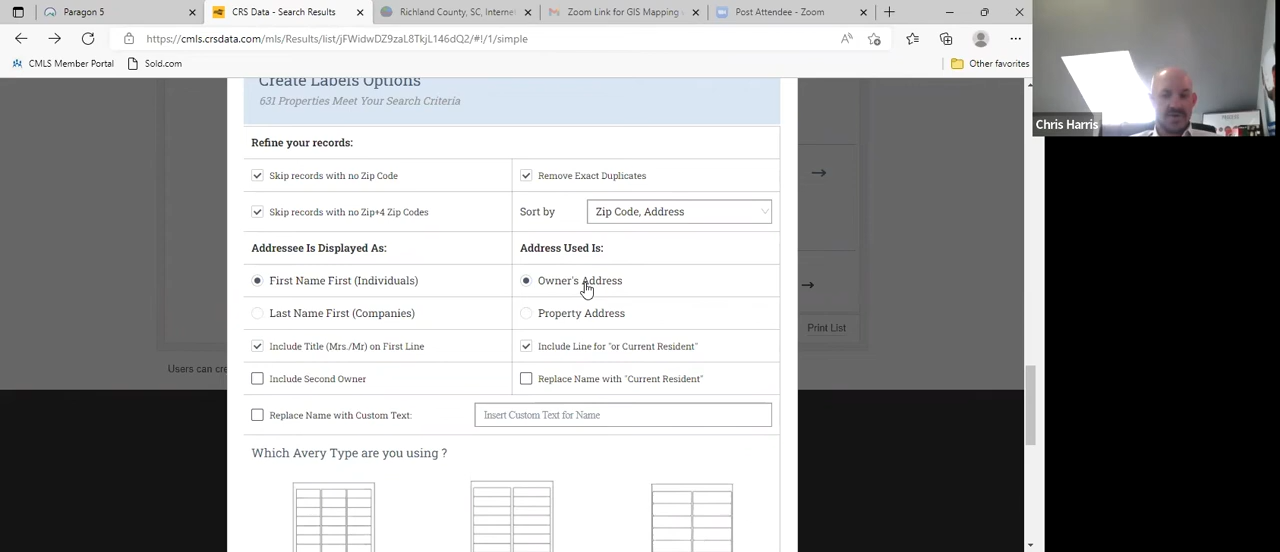 Paragon 5
CRS Data - Search Results
Richland County, SC, Internet
Zoom Link for GIS Mapping
Post Attendee - Zoom
https://cmls.crsdata.com/mls/Results/list/jFWidwDZ9zaL8TkjL146dQ2/#!/1/simple
CMLS Member Portal
Sold.com
Other favorites
Chris Harris
Create Labels Options
631 Properties Meet Your Search Criteria
Refine your records:
Skip records with no Zip Code
Remove Exact Duplicates
Skip records with no Zip+4 Zip Codes
Sort by
Zip Code, Address
Addressee Is Displayed As:
Address Used Is:
First Name First (Individuals)
Owner's Address
Last Name First (Companies)
Property Address
Print List
Include Title (Mrs./Mr) on First Line
Include Line for "or Current Resident"
Users can cre
Include Second Owner
Replace Name with "Current Resident"
Replace Name with Custom Text:
Insert Custom Text for Name
Which Avery Type are you using ?